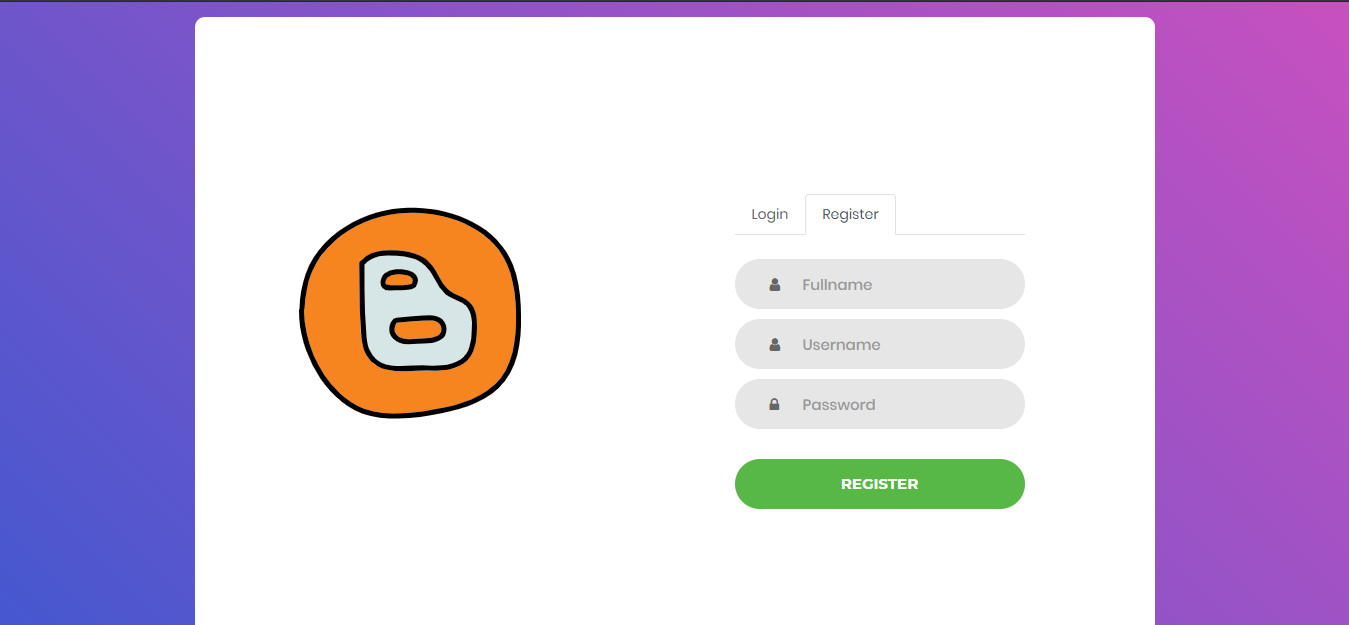 Login
Register
Fullname
Username
Password
REGISTER